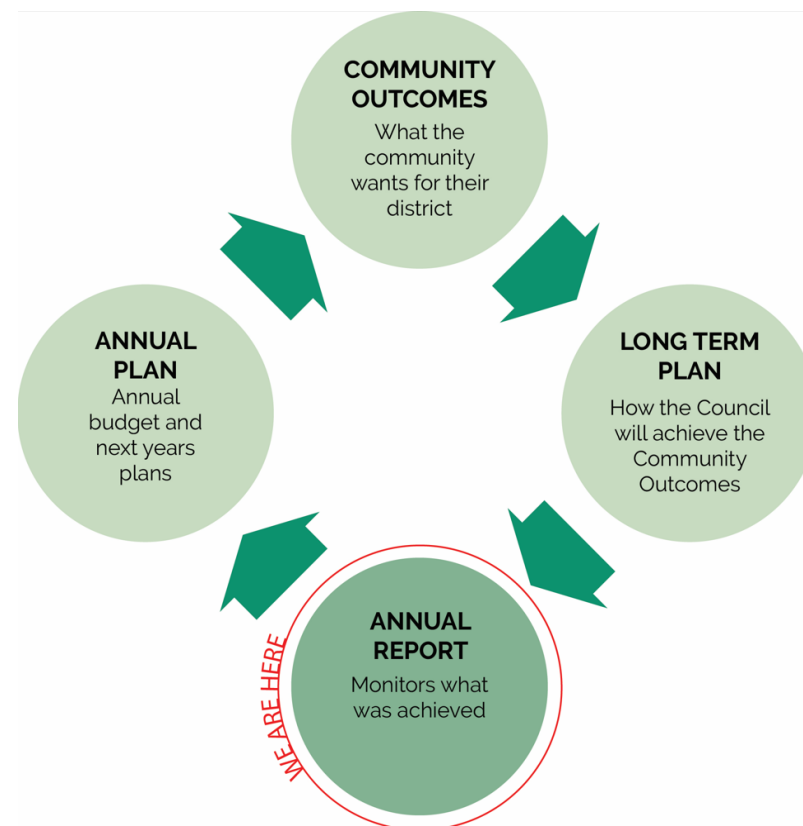 COMMUNITY
OUTCOMES
What the
community
wants for their
district
ANNUAL
PLAN
Annual
budget and
next years
plans
LONG TERM
PLAN
How the Council
will achieve the
Community
Outcomes
WE ARE HERE
ANNUAL
REPORT
Monitors what
was achieved